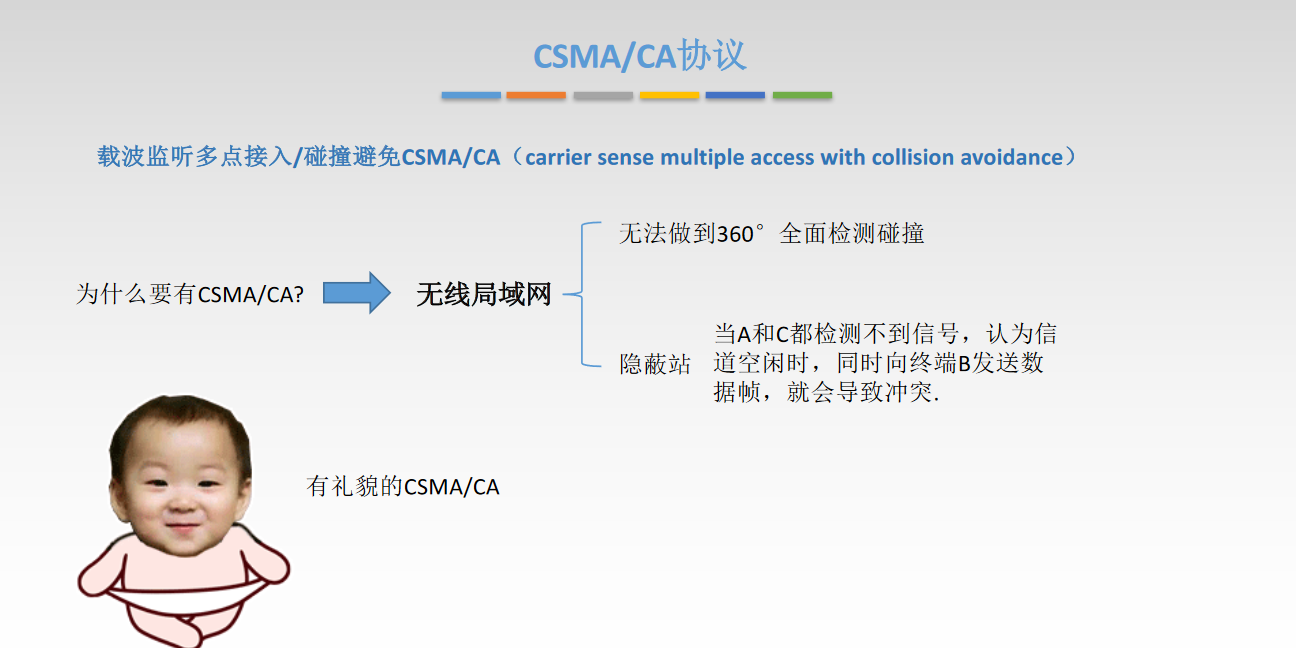 CSMA/CA协议
载波监听多点接入/碰撞避免CSMA/CA（carrier sense multiple access with collision avoidance）
为什么要有CSMA/CA?
无线局域网
无法做到360°全面检测碰撞
隐蔽站
当A和C都检测不到信号，认为信
道空闲时，同时向终端B发送数
据帧，就会导致冲突.
有礼貌的CSMA/CA